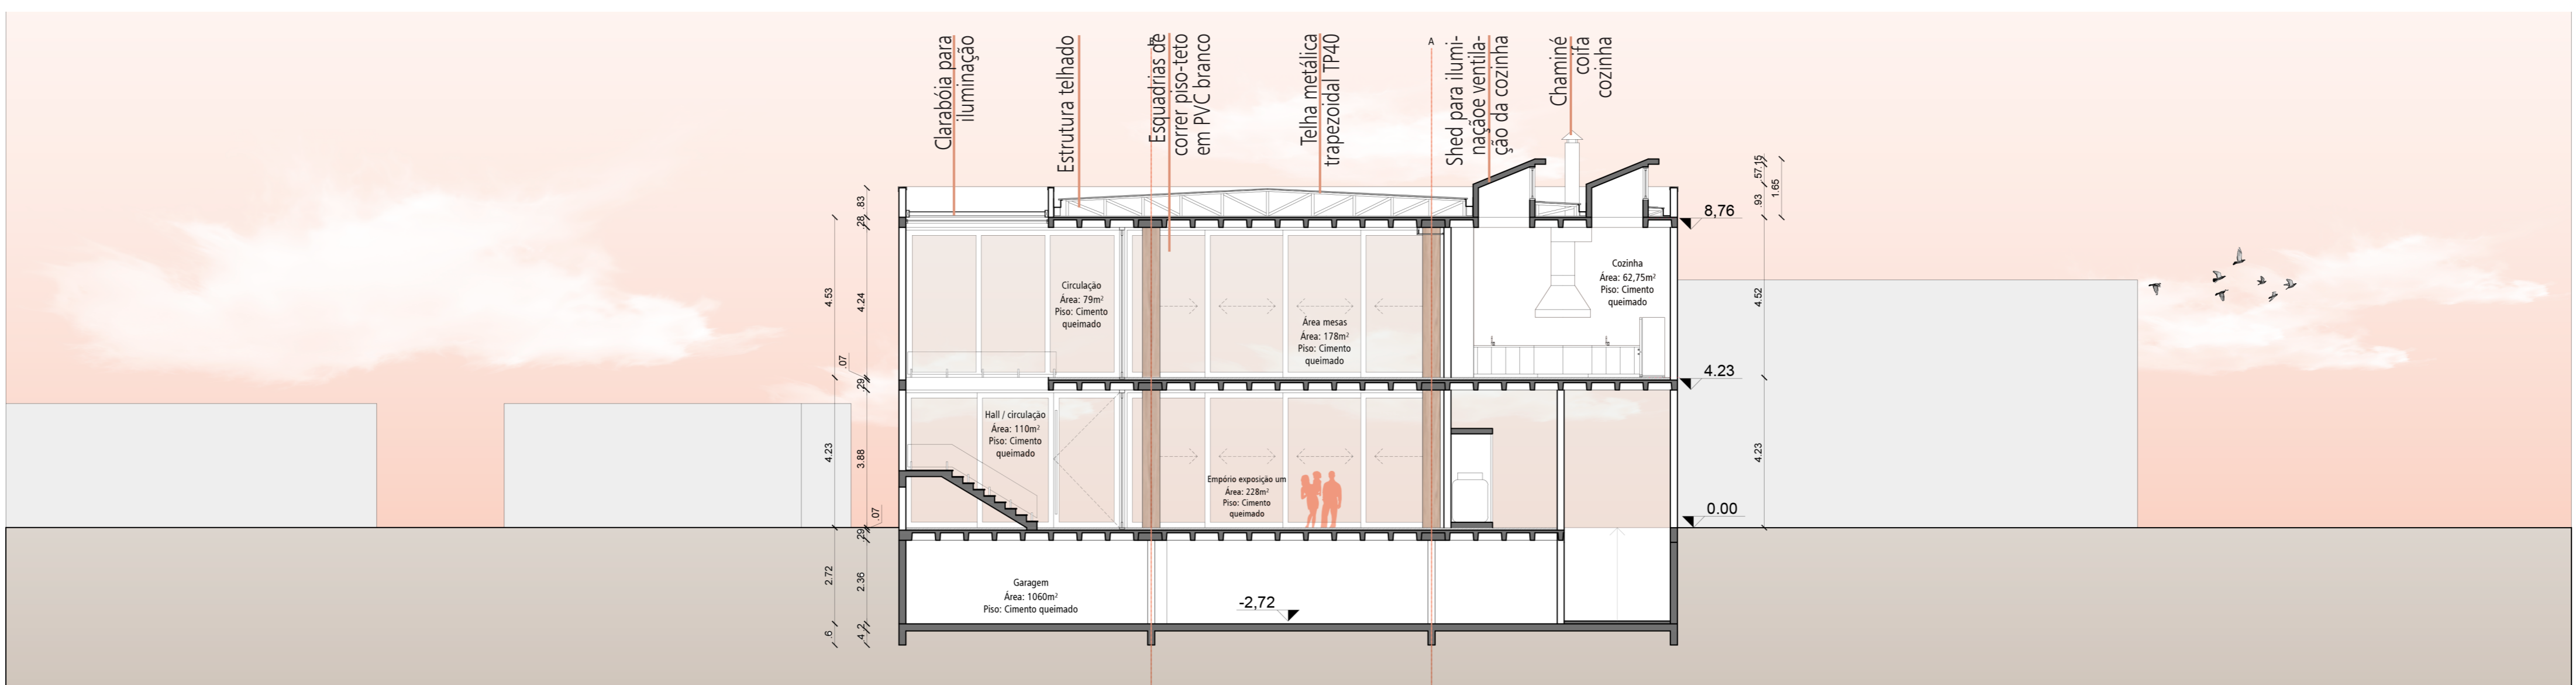 Clarabóia para
iluminação
Estrutura telhado
B
Esquadrias de
correr piso-teto
em PVC branco
Telha metálica
trapezoidal TP40
A
Shed para ilumi-
naçãoe ventila-
ção da cozinha
Chaminé
coifa
cozinha
.83
.28
4.53
4.24
.07
.29
4.23
3.88
.07
.29
2.72
2.36
.2
.6
.4
.15
.57
.93
1.65
8,76
4.52
4.23
4.23
0.00
Circulação
Área: 79m²
Piso: Cimento
queimado
Área mesas
Área: 178m²
Piso: Cimento
queimado
Cozinha
Área: 62,75m²
Piso: Cimento
queimado
Hall / circulação
Área: 110m²
Piso: Cimento
queimado
Empório exposição um
Área: 228m²
Piso: Cimento
queimado
Garagem
Área: 1060m²
Piso: Cimento queimado
-2,72